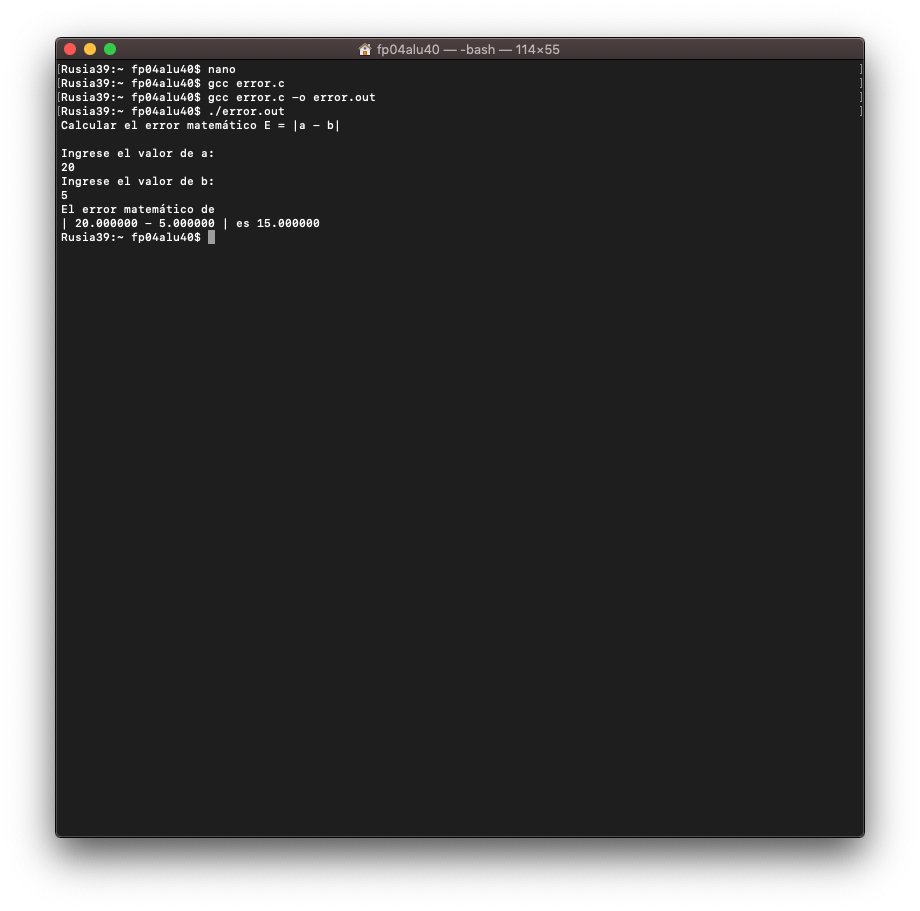 fp04alu40 — -bash — 114×55
[Rusia39:~ fp04alu40$ nano ]
[Rusia39:~ fp04alu40$ gcc error.c ]
[Rusia39:~ fp04alu40$ gcc error.c -o error.out ]
[Rusia39:~ fp04alu40$ ./error.out ]
Calcular el error matemático E = |a - b|
Ingrese el valor de a:
20
Ingrese el valor de b:
5
El error matemático de
| 20.000000 - 5.000000 | es 15.000000
Rusia39:~ fp04alu40$